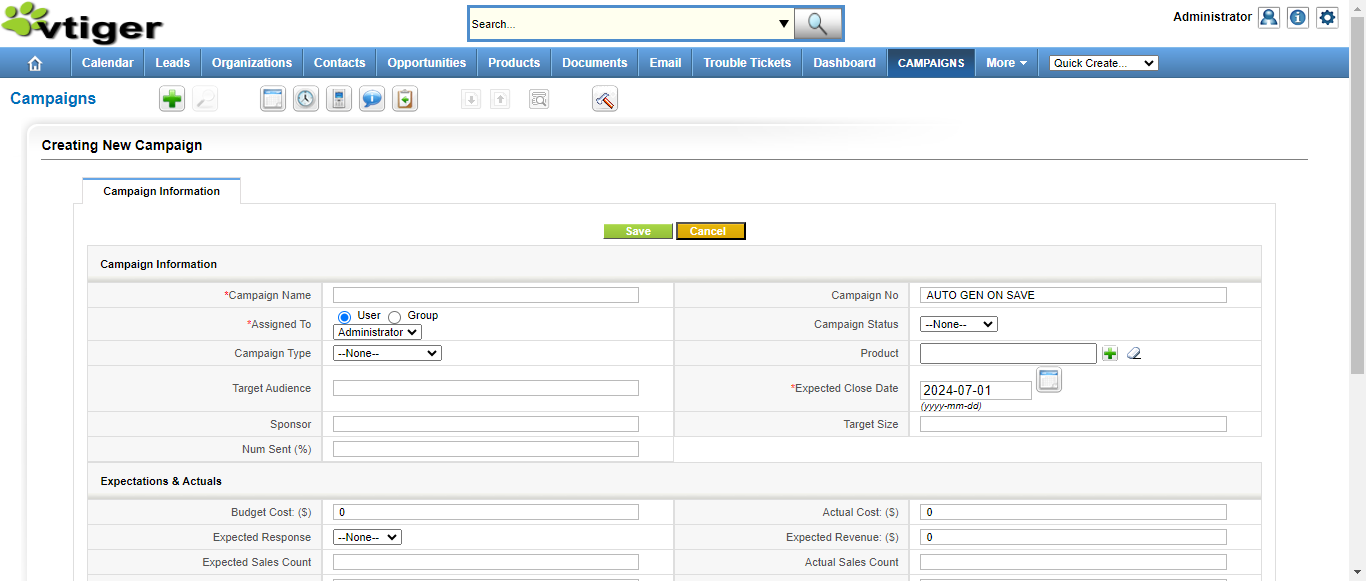 vtiger
Search...
Administrator
Calendar Leads Organizations Contacts Opportunities Products Documents Email Trouble Tickets Dashboard CAMPAIGNS More Quick Create...
Campaigns
Creating New Campaign
Campaign Information
Save Cancel
Campaign Information
*Campaign Name Campaign No AUTO GEN ON SAVE
*Assigned To User Group Administrator Campaign Status --None--
Campaign Type --None-- Product
Target Audience *Expected Close Date 2024-07-01
(yyyy-mm-dd)
Sponsor Target Size
Num Sent (%)
Expectations & Actuals
Budget Cost: ($) 0 Actual Cost: ($) 0
Expected Response --None-- Expected Revenue: ($) 0
Expected Sales Count Actual Sales Count